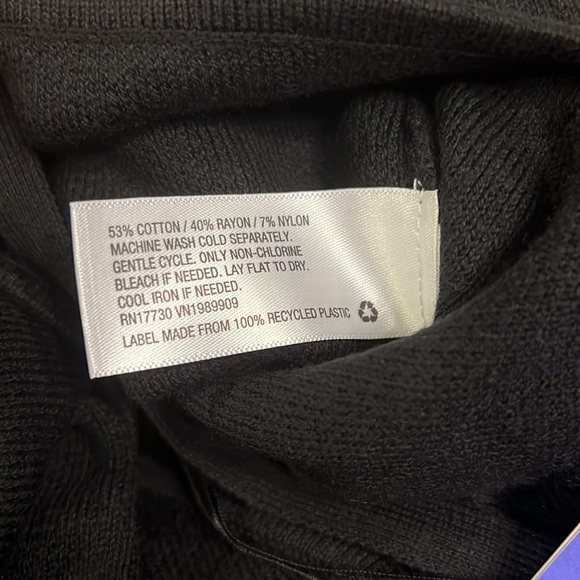 53% COTTON / 40% RAYON / 7% NYLON
MACHINE WASH COLD SEPARATELY.
GENTLE CYCLE. ONLY NON-CHLORINE
BLEACH IF NEEDED. LAY FLAT TO DRY.
COOL IRON IF NEEDED.
RN17730 VN1989909
LABEL MADE FROM 100% RECYCLED PLASTIC